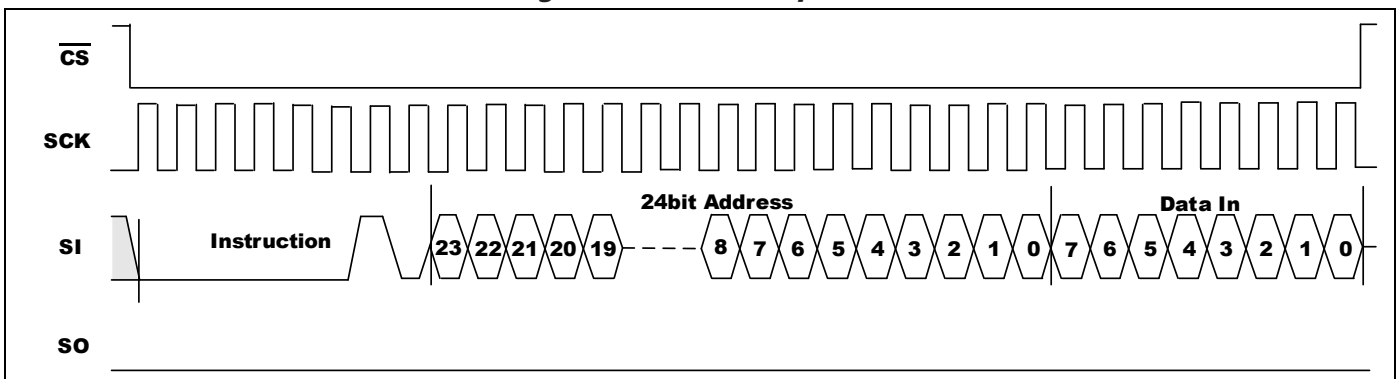 CS
SCK
24bit Address
Data In
SI
Instruction
23 22 21 20 19 8 7 6 5 4 3 2 1 0 7 6 5 4 3 2 1 0
SO